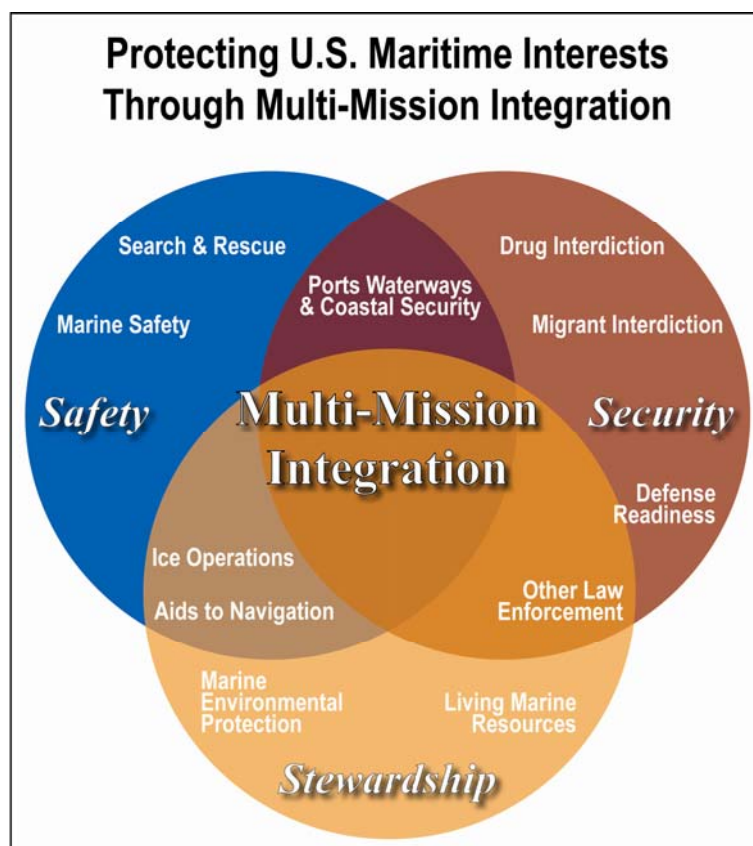 Protecting U.S. Maritime Interests
Through Multi-Mission Integration
Search & Rescue
Drug Interdiction
Ports Waterways
& Coastal Security
Marine Safety
Migrant Interdiction
Safety
Multi-Mission
Integration
Security
Defense
Readiness
Ice Operations
Aids to Navigation
Other Law
Enforcement
Marine
Environmental
Protection
Living Marine
Resources
Stewardship